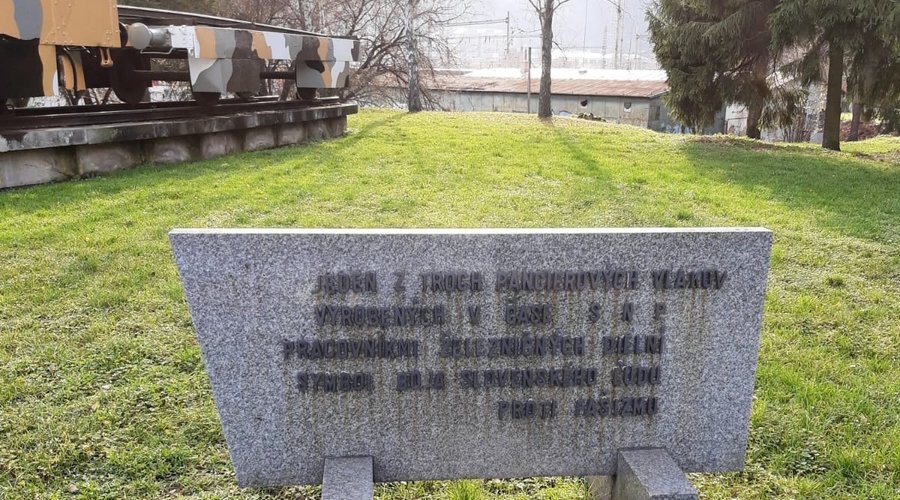 JEDEN Z TROCH PANCIEROVÝCH VLAKOV
VYROBENÝCH V ČASE S N P
PRACOVNÍKMI ŽELEZNIČNÝCH DIELNÍ
SYMBOL BOJA SLOVENSKÉHO ĽUDU
PROTI FAŠIZMU